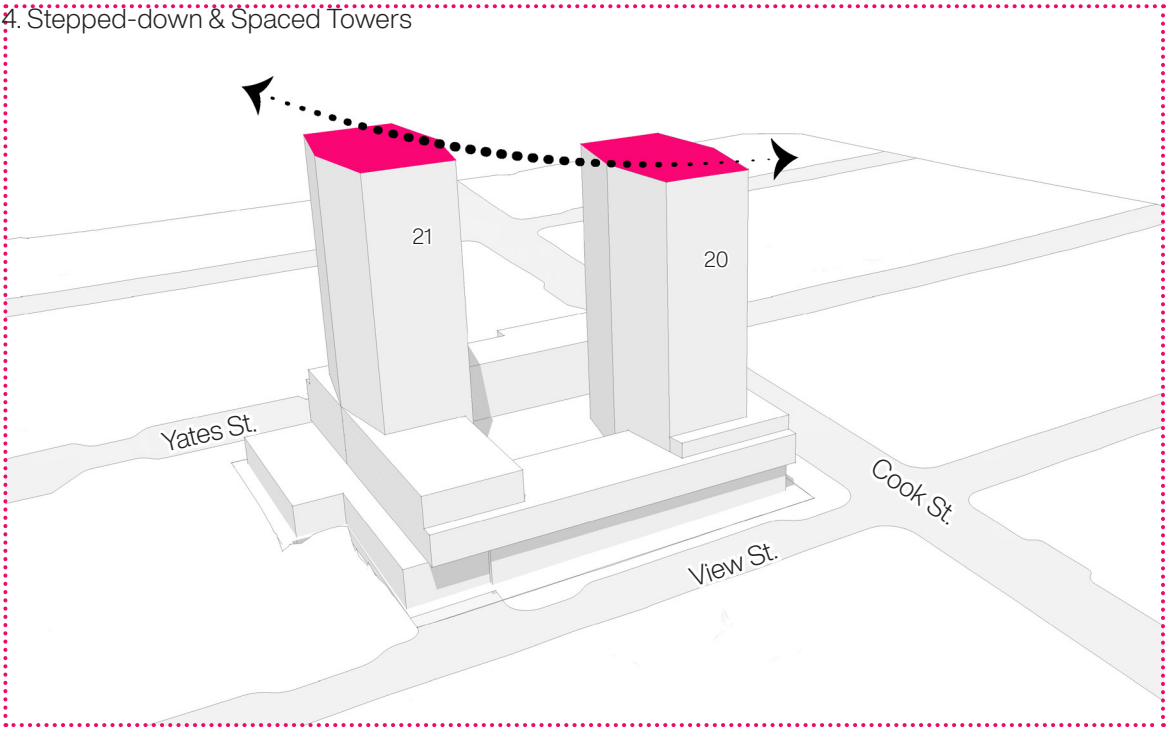 4. Stepped-down & Spaced Towers
21
20
Yates St.
Cook St.
View St.